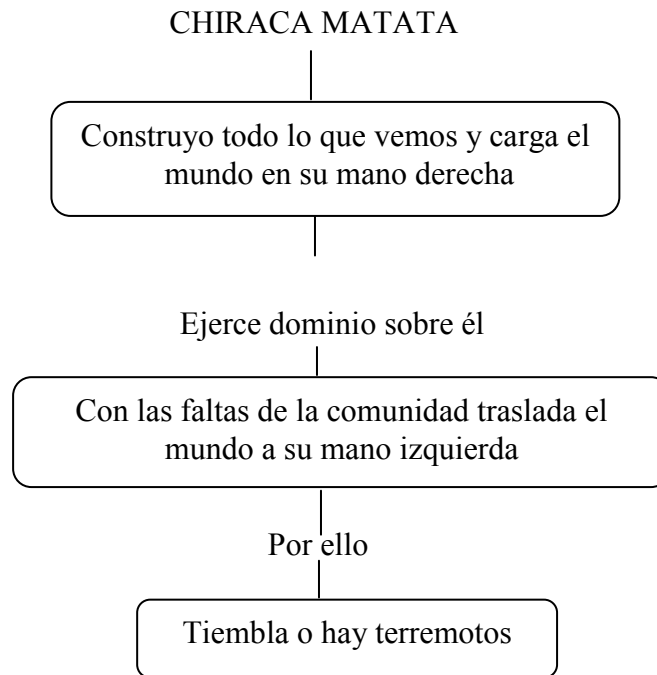 CHIRACA MATATA
Construyo todo lo que vemos y carga el
mundo en su mano derecha
Ejerce dominio sobre él
Con las faltas de la comunidad traslada el
mundo a su mano izquierda
Por ello
Tiembla o hay terremotos